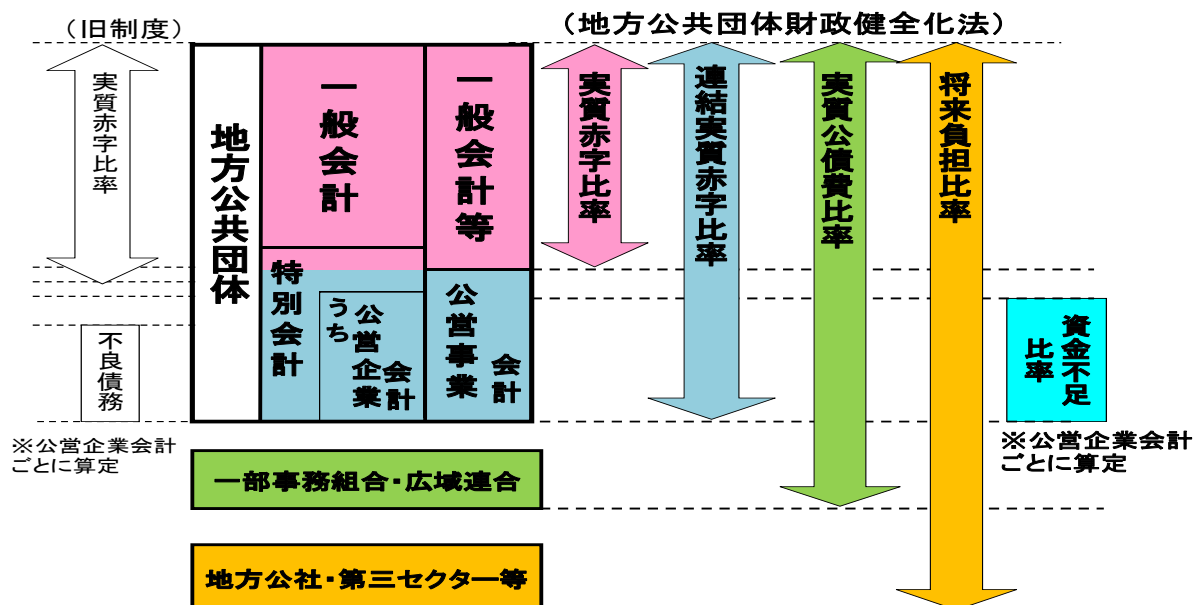 （旧制度）
（地方公共団体財政健全化法）
実質赤字比率
地方公共団体
一般会計
一般会計等
実質赤字比率
連結実質赤字比率
実質公債費比率
将来負担比率
特別会計
うち
公営企業
会計
公営事業
会計
不良債務
※公営企業会計
ごとに算定
資金不足
比率
※公営企業会計
ごとに算定
一部事務組合・広域連合
地方公社・第三セクター等